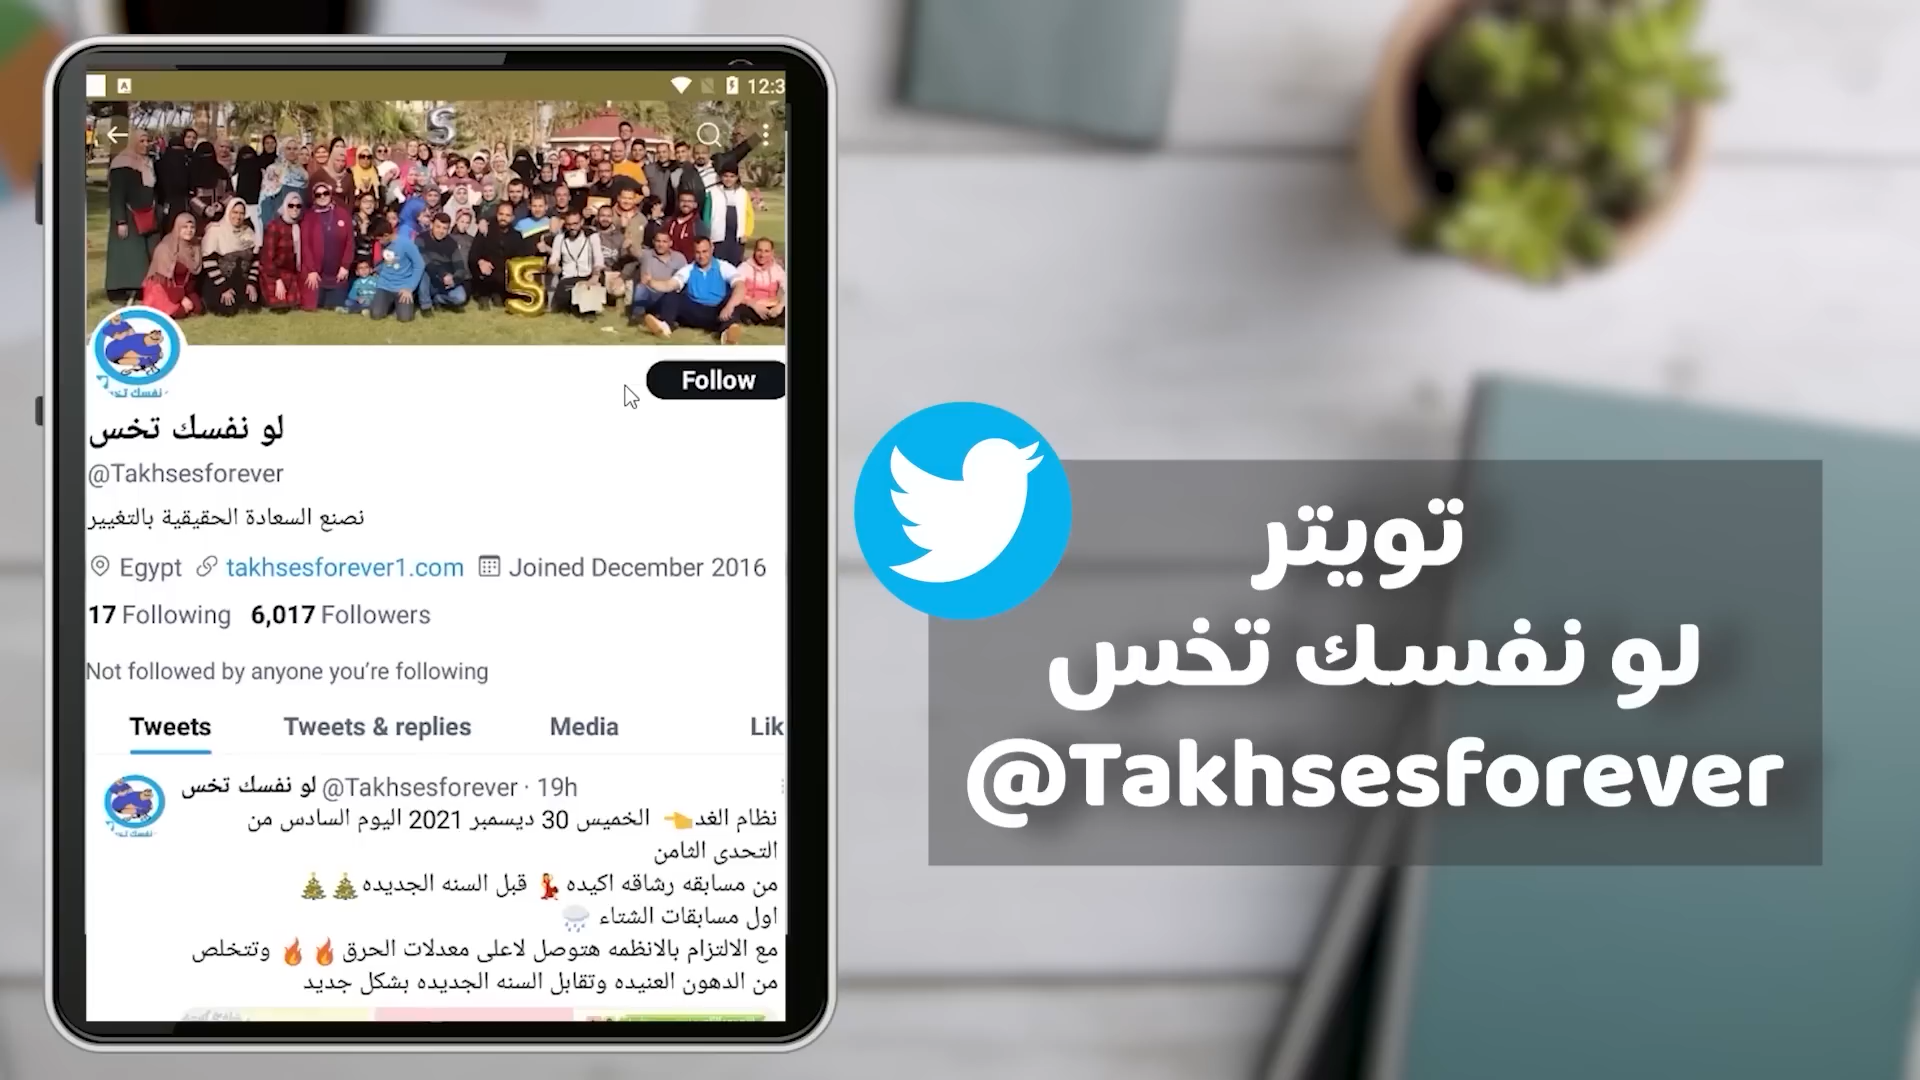 12:3
Follow
لو نفسك تخس
@Takhsesforever
نصنع السعادة الحقيقية بالتغيير
Egypt takhsesforever1.com Joined December 2016
17 Following 6,017 Followers
Not followed by anyone you're following
Tweets Tweets & replies Media Lik
لو نفسك تخس @Takhsesforever · 19h
نظام الغد👈 الخميس 30 ديسمبر 2021 اليوم السادس من
التحدى الثامن
من مسابقه رشاقه اكيده💃 قبل السنه الجديده🎄🎄
اول مسابقات الشتاء 🌧
مع الالتزام بالانظمه هتوصل لاعلى معدلات الحرق🔥🔥 وتتخلص
من الدهون العنيده وتقابل السنه الجديده بشكل جديد
تويتر
لو نفسك تخس
@Takhsesforever
5